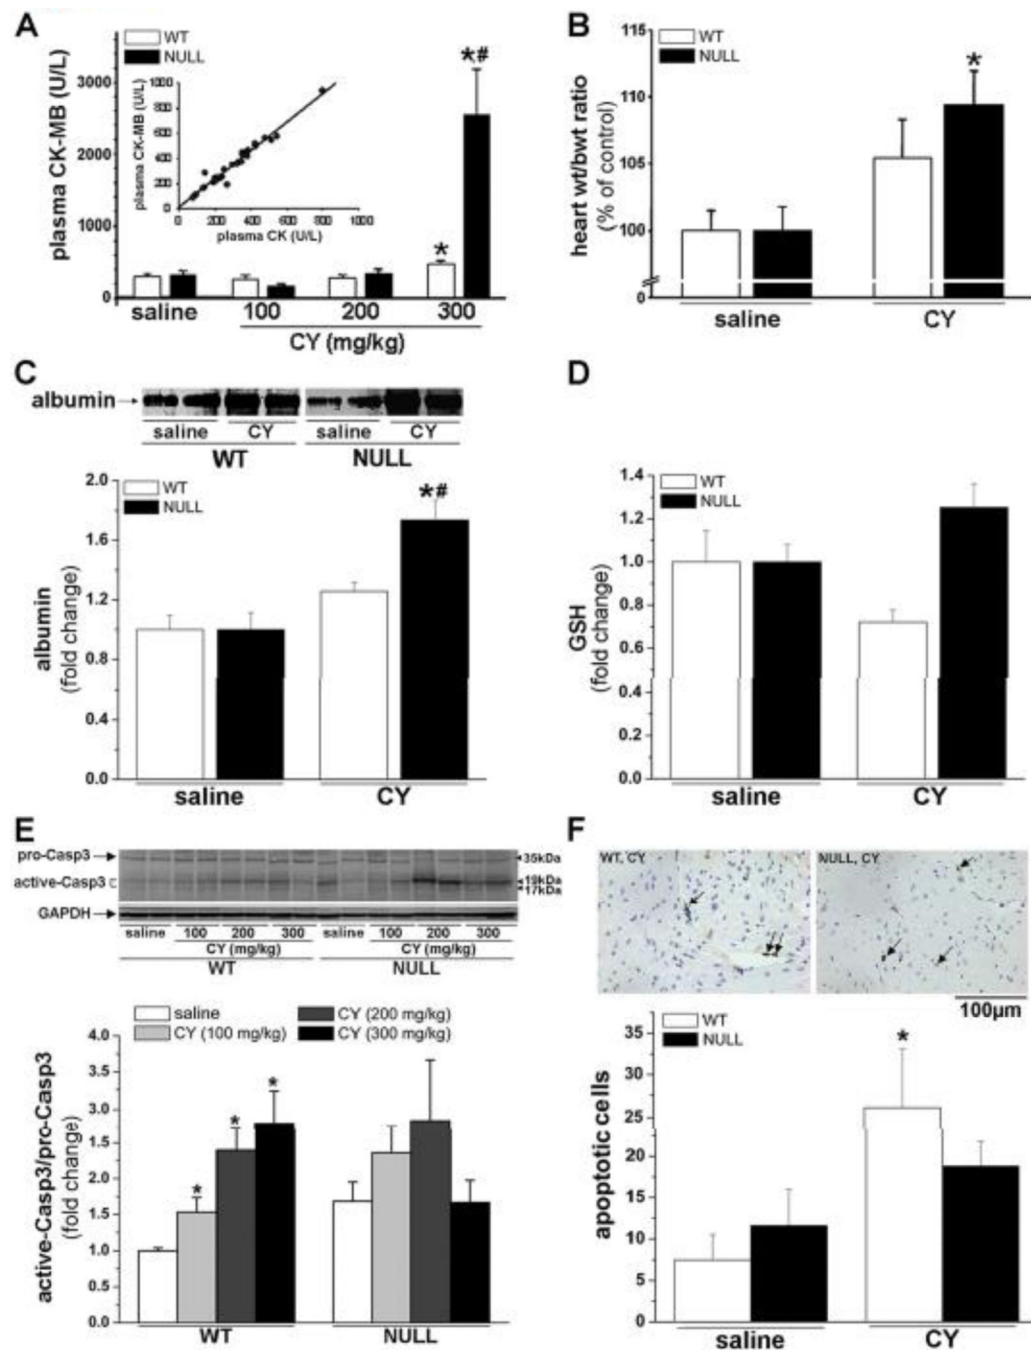 A
WT
NULL
*#
*
plasma CK-MB (U/L)
3000
2000
1000
0
plasma CK-MB (U/L)
1000
800
600
400
200
0
0 200 400 600 800 1000
plasma CK (U/L)
saline 100 200 300
CY (mg/kg)
B
WT
NULL
*
heart wt/bwt ratio
(% of control)
115
110
105
100
0
saline CY
C
albumin
saline CY saline CY
WT NULL
WT
NULL
*#
albumin
(fold change)
2.0
1.6
1.2
0.8
0.4
0.0
saline CY
D
WT
NULL
GSH
(fold change)
1.4
1.2
1.0
0.8
0.6
0.4
0.2
0.0
saline CY
E
pro-Casp3 35kDa
active-Casp3 19kDa
17kDa
GAPDH
saline 100 200 300 saline 100 200 300
CY (mg/kg) CY (mg/kg)
WT NULL
saline CY (200 mg/kg)
CY (100 mg/kg) CY (300 mg/kg)
* * *
active-Casp3/pro-Casp3
(fold change)
4.0
3.5
3.0
1.5
2.0
1.5
1.0
0.5
0.0
WT NULL
F
WT, CY NULL, CY
100μm
WT
NULL
*
apoptotic cells
35
30
25
20
15
10
5
0
saline CY